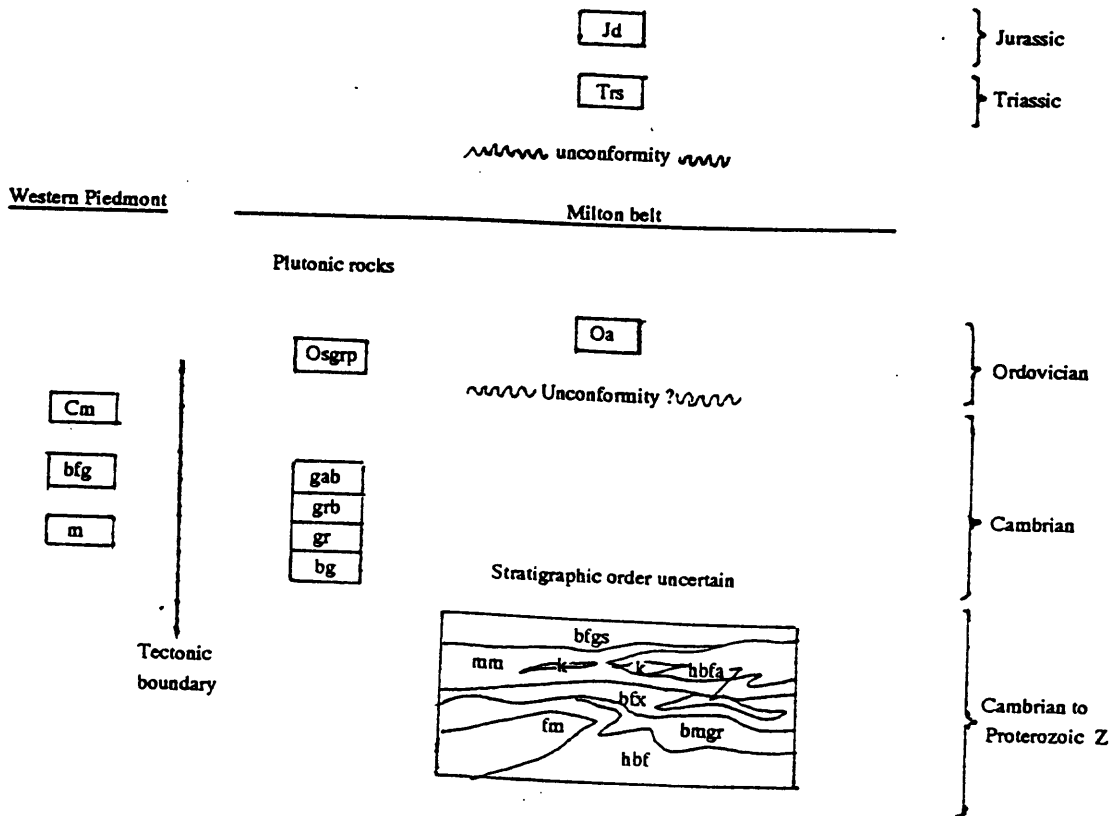 Jd
Jurassic
Trs
Triassic
unconformity
Western Piedmont
Milton belt
Plutonic rocks
Osgrp
Oa
Ordovician
Unconformity ?
Cm
bfg
m
gab
grb
gr
bg
Cambrian
Stratigraphic order uncertain
Tectonic
boundary
bfgs
mm
k
k
hbfa
bfx
fm
bmgr
hbf
Cambrian to
Proterozoic Z